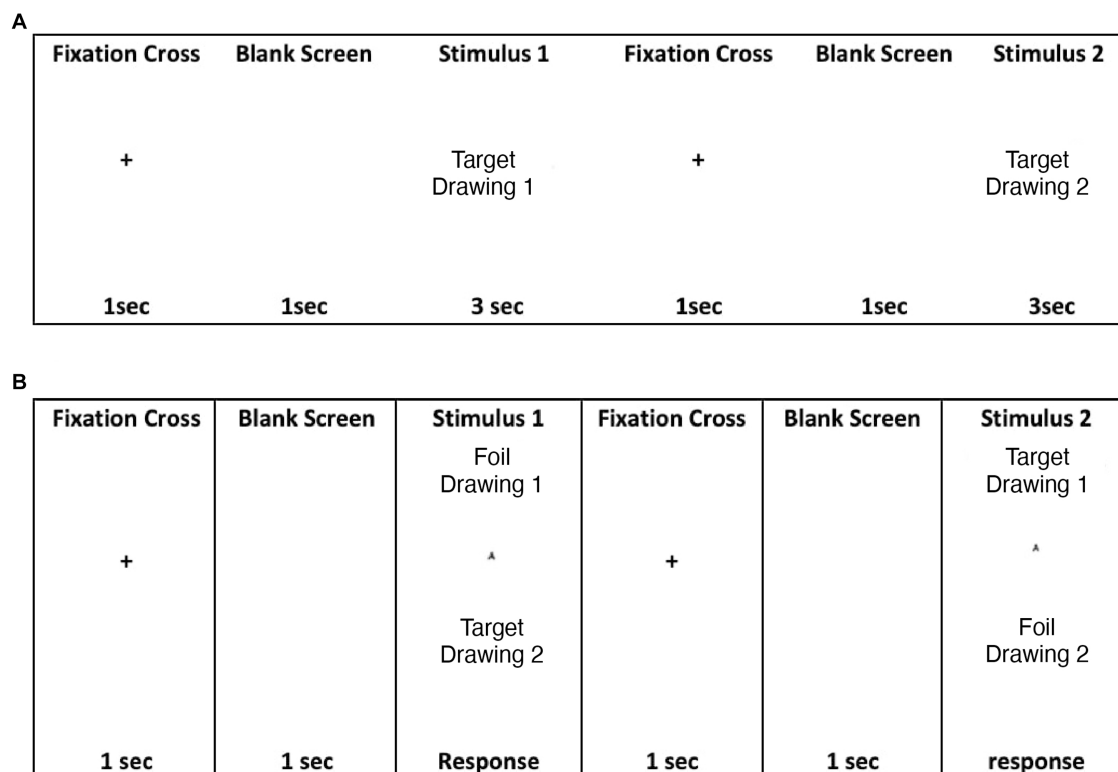 A
Fixation Cross Blank Screen Stimulus 1 Fixation Cross Blank Screen Stimulus 2
+ Target + Target
Drawing 1 Drawing 2
1sec 1sec 3 sec 1sec 1sec 3sec
B
Fixation Cross Blank Screen Stimulus 1 Fixation Cross Blank Screen Stimulus 2
Foil Target
Drawing 1 Drawing 1
+ A + A
Target Foil
Drawing 2 Drawing 2
1 sec 1 sec Response 1 sec 1 sec response